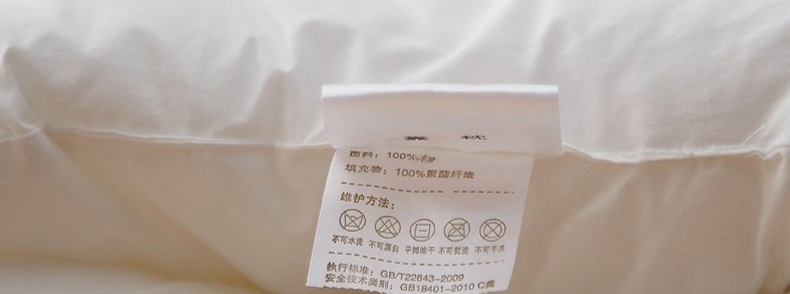 枕
面料：100%棉
填充物：100%聚酯纤维
维护方法：
不可水洗 不可漂白 平摊晾干 不可熨烫 不可干洗
执行标准：GB/T22843-2009
安全技术类别：GB18401-2010 C类